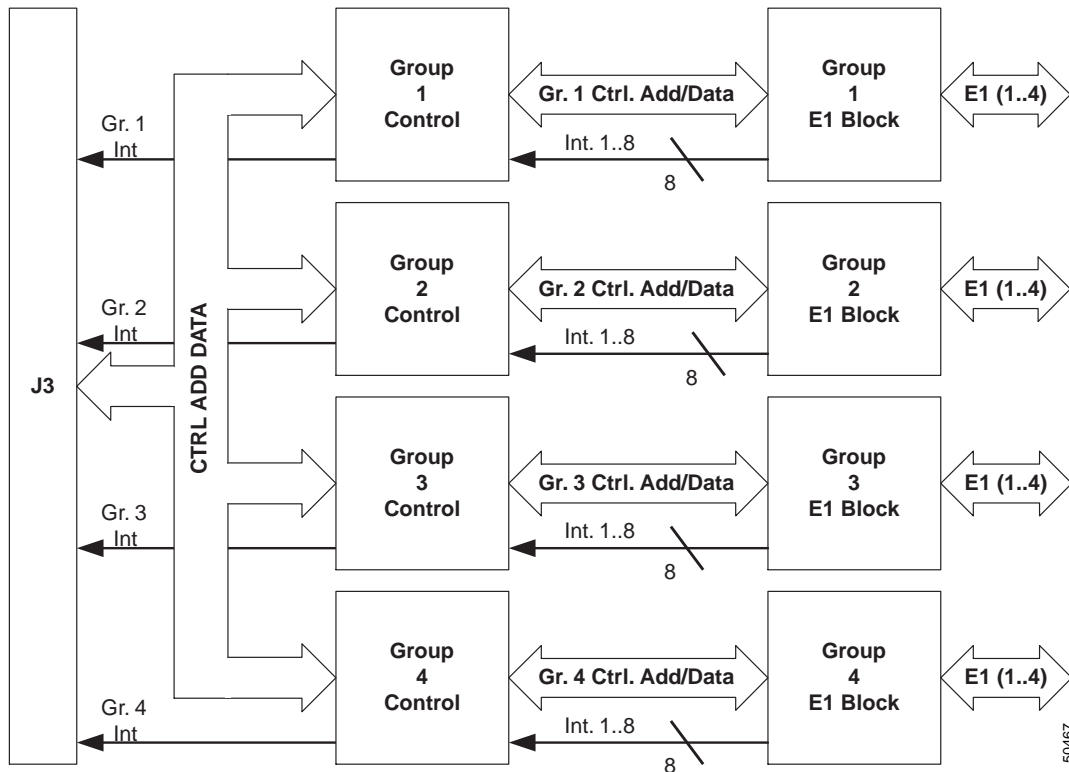 J3
CTRL ADD DATA
Gr. 1
Int
Group
1
Control
Gr. 1 Ctrl. Add/Data
Int. 1..8
8
Group
1
E1 Block
E1 (1..4)
Gr. 2
Int
Group
2
Control
Gr. 2 Ctrl. Add/Data
Int. 1..8
8
Group
2
E1 Block
E1 (1..4)
Gr. 3
Int
Group
3
Control
Gr. 3 Ctrl. Add/Data
Int. 1..8
8
Group
3
E1 Block
E1 (1..4)
Gr. 4
Int
Group
4
Control
Gr. 4 Ctrl. Add/Data
Int. 1..8
8
Group
4
E1 Block
E1 (1..4)
50467